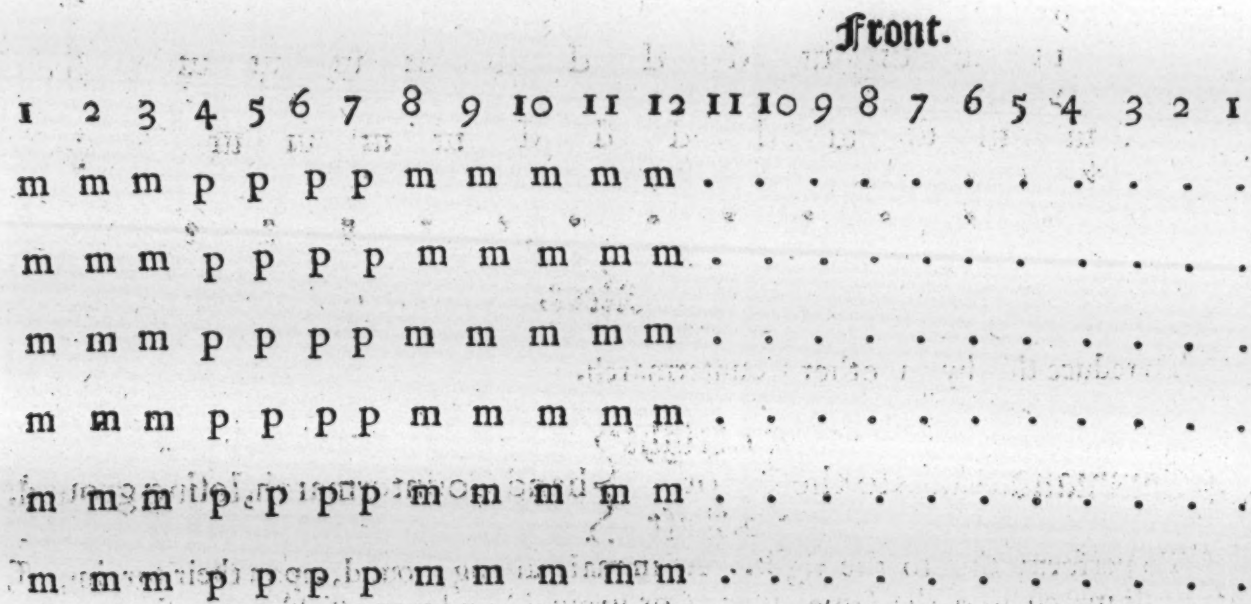 Front.
1 2 3 4 5 6 7 8 9 10 11 12 11 10 9 8 7 6 5 4 3 2 1
m m m p p p p m m m m m . . . . . . . . . . .
m m m p p p p m m m m m . . . . . . . . . . .
m m m p p p p m m m m m . . . . . . . . . . .
m m m p p p p m m m m m . . . . . . . . . . .
m m m p p p p m m m m m . . . . . . . . . . .
m m m p p p p m m m m m . . . . . . . . . . .